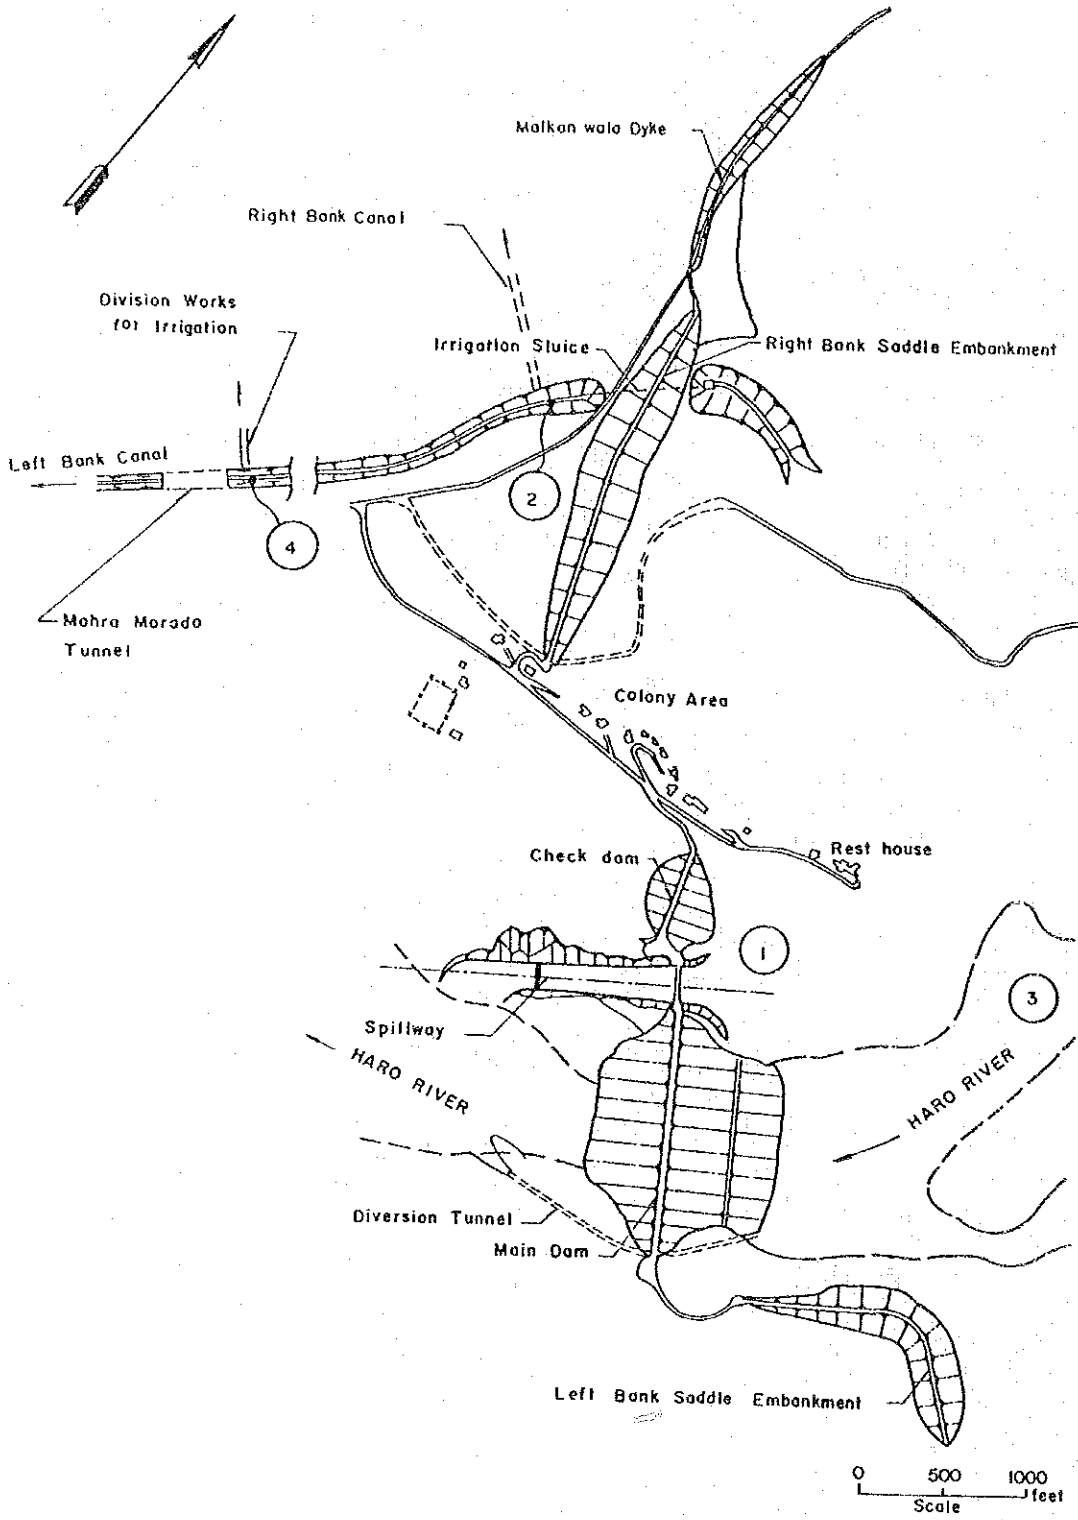 Malkan wala Dyke
Right Bank Canal
Division Works
for Irrigation
Irrigation Sluice
Right Bank Saddle Embankment
Left Bank Canal
2
4
Mohra Morado
Tunnel
Colony Area
Check dam
Rest house
1
3
Spillway
HARO RIVER
HARO RIVER
Diversion Tunnel
Main Dam
Left Bank Saddle Embankment
0 500 1000
feet
Scale